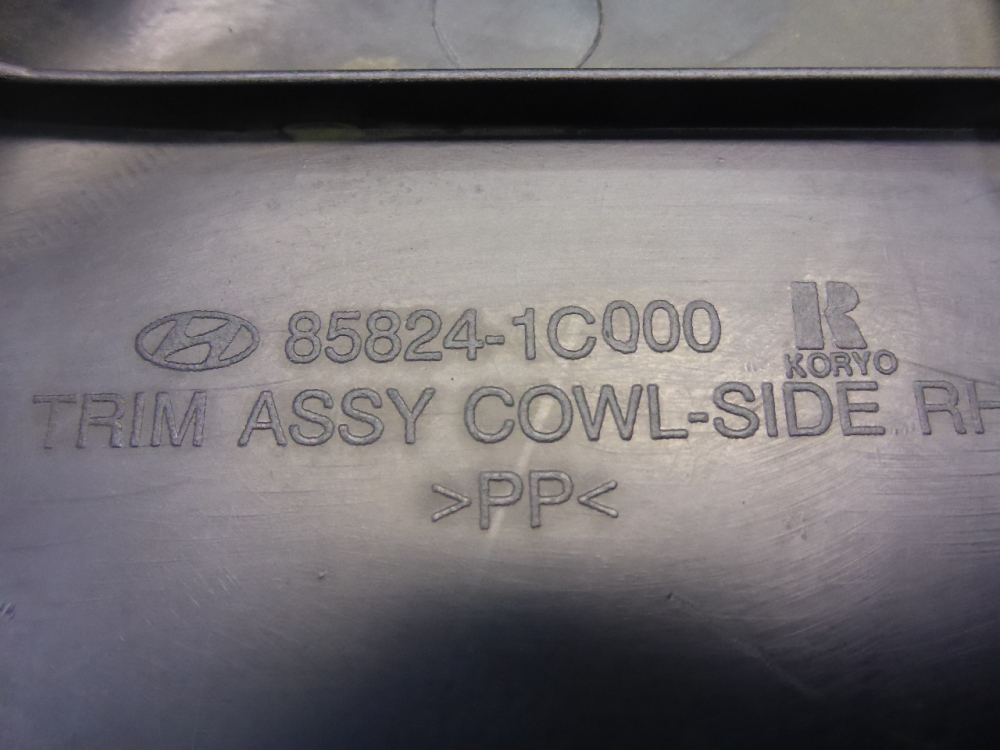 85824-1C000
KORYO
TRIM ASSY COWL-SIDE RH
>PP<